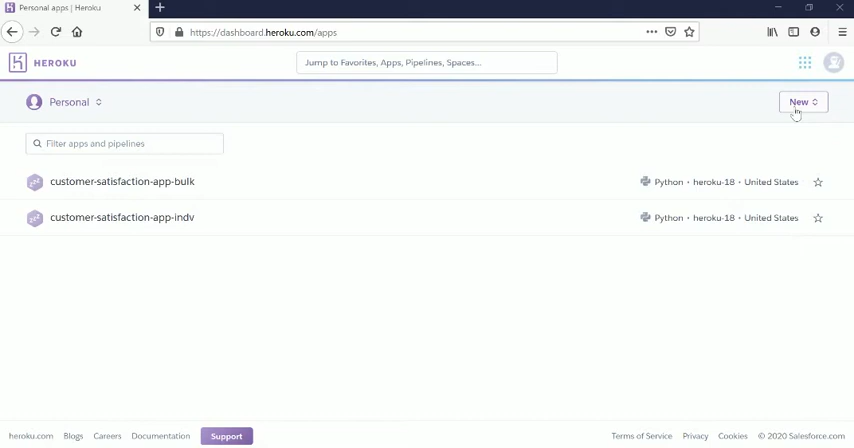 Personal apps | Heroku
https://dashboard.heroku.com/apps
HEROKU
Jump to Favorites, Apps, Pipelines, Spaces...
Personal
New
Filter apps and pipelines
customer-satisfaction-app-bulk
Python • heroku-18 • United States
customer-satisfaction-app-indv
Python • heroku-18 • United States
heroku.com Blogs Careers Documentation Support Terms of Service Privacy Cookies © 2020 Salesforce.com